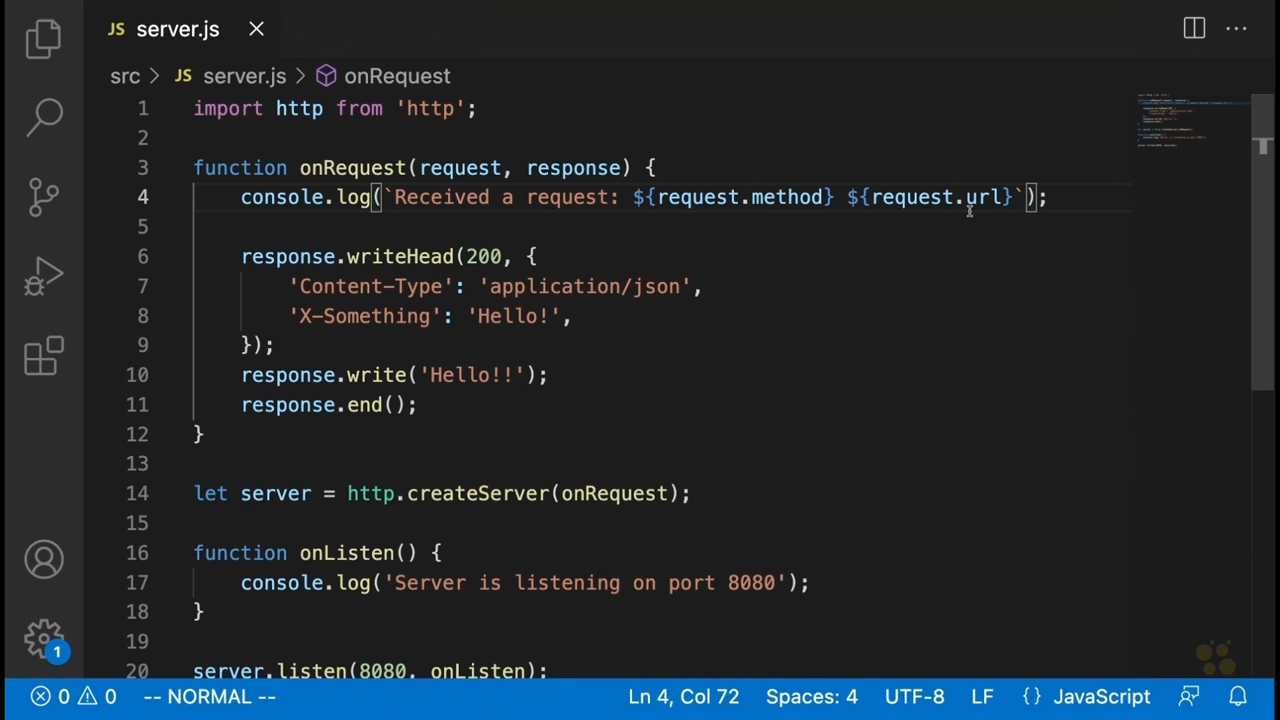 JS server.js
src > JS server.js > onRequest
1 import http from 'http';
2
3 function onRequest(request, response) {
4     console.log(`Received a request: ${request.method} ${request.url}`);
5
6     response.writeHead(200, {
7         'Content-Type': 'application/json',
8         'X-Something': 'Hello!',
9     });
10     response.write('Hello!!');
11     response.end();
12 }
13
14 let server = http.createServer(onRequest);
15
16 function onListen() {
17     console.log('Server is listening on port 8080');
18 }
19
20 server.listen(8080, onListen);
1
0 0 -- NORMAL -- Ln 4, Col 72 Spaces: 4 UTF-8 LF {} JavaScript